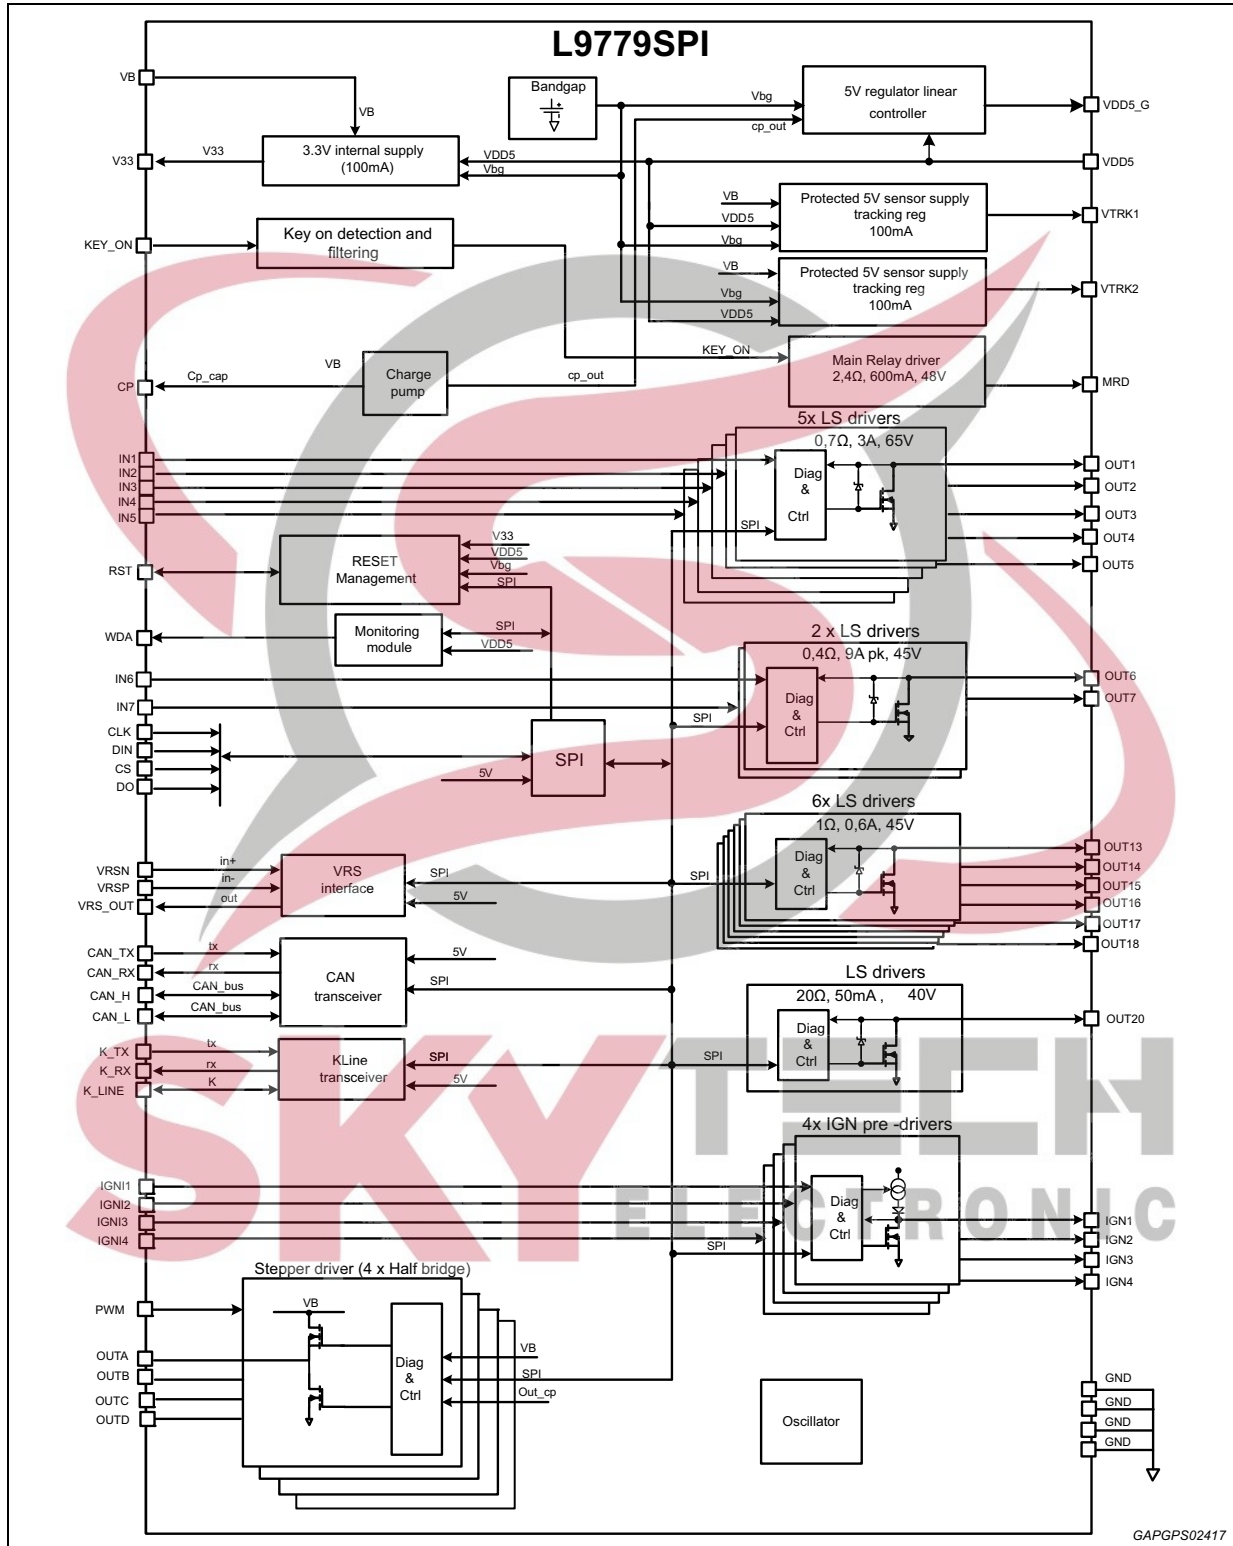 L9779SPI
VB
VB
Bandgap
Vbg
cp_out
5V regulator linear
controller
VDD5_G
V33
V33
3.3V internal supply
(100mA)
VDD5
Vbg
VDD5
VB
VDD5
Vbg
Protected 5V sensor supply
tracking reg
100mA
VTRK1
KEY_ON
Key on detection and
filtering
VB
Vbg
VDD5
Protected 5V sensor supply
tracking reg
100mA
VTRK2
KEY_ON
Main Relay driver
2,4Ω, 600mA, 48V
MRD
CP
Cp_cap
VB
Charge
pump
cp_out
5x LS drivers
0,7Ω, 3A, 65V
IN1
IN2
IN3
IN4
IN5
Diag
&
Ctrl
SPI
OUT1
OUT2
OUT3
OUT4
OUT5
RST
RESET
Management
V33
VDD5
Vbg
SPI
WDA
Monitoring
module
SPI
VDD5
2 x LS drivers
0,4Ω, 9A pk, 45V
IN6
IN7
Diag
&
Ctrl
SPI
OUT6
OUT7
CLK
DIN
CS
DO
5V
SPI
6x LS drivers
1Ω, 0,6A, 45V
Diag
&
Ctrl
SPI
OUT13
OUT14
OUT15
OUT16
OUT17
OUT18
VRSN
VRSP
VRS_OUT
in+
in-
out
VRS
interface
SPI
5V
CAN_TX
CAN_RX
CAN_H
CAN_L
tx
rx
CAN_bus
CAN_bus
CAN
transceiver
5V
SPI
LS drivers
20Ω, 50mA , 40V
Diag
&
Ctrl
SPI
OUT20
K_TX
K_RX
K_LINE
tx
rx
K
KLine
transceiver
SPI
5V
SKYTECH
ELECTRONIC
4x IGN pre -drivers
IGNI1
IGNI2
IGNI3
IGNI4
Diag
&
Ctrl
SPI
IGN1
IGN2
IGN3
IGN4
Stepper driver (4 x Half bridge)
PWM
OUTA
OUTB
OUTC
OUTD
VB
Diag
&
Ctrl
VB
SPI
Out_cp
Oscillator
GND
GND
GND
GND
GAPGPS02417